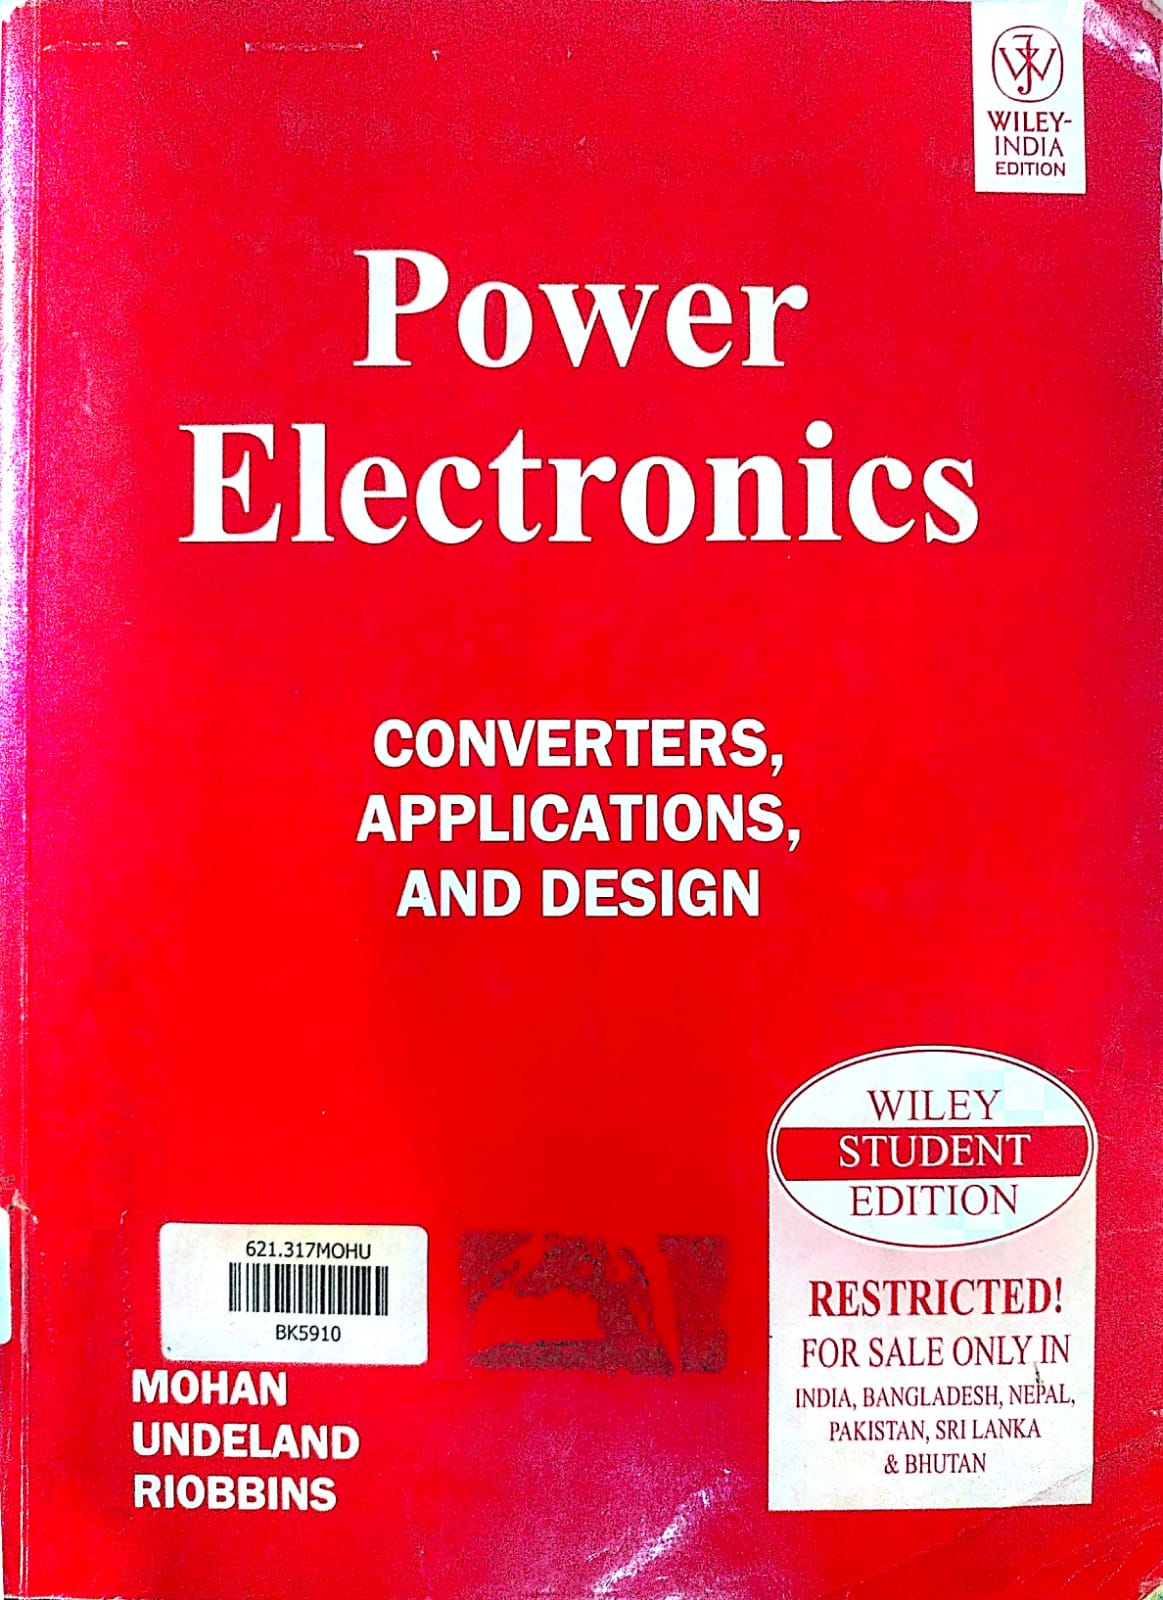 WILEY-
INDIA
EDITION
Power
Electronics
CONVERTERS,
APPLICATIONS,
AND DESIGN
WILEY
STUDENT
EDITION
RESTRICTED!
FOR SALE ONLY IN
INDIA, BANGLADESH, NEPAL,
PAKISTAN, SRI LANKA
& BHUTAN
621.317MOHU
BK5910
MOHAN
UNDELAND
RIOBBINS